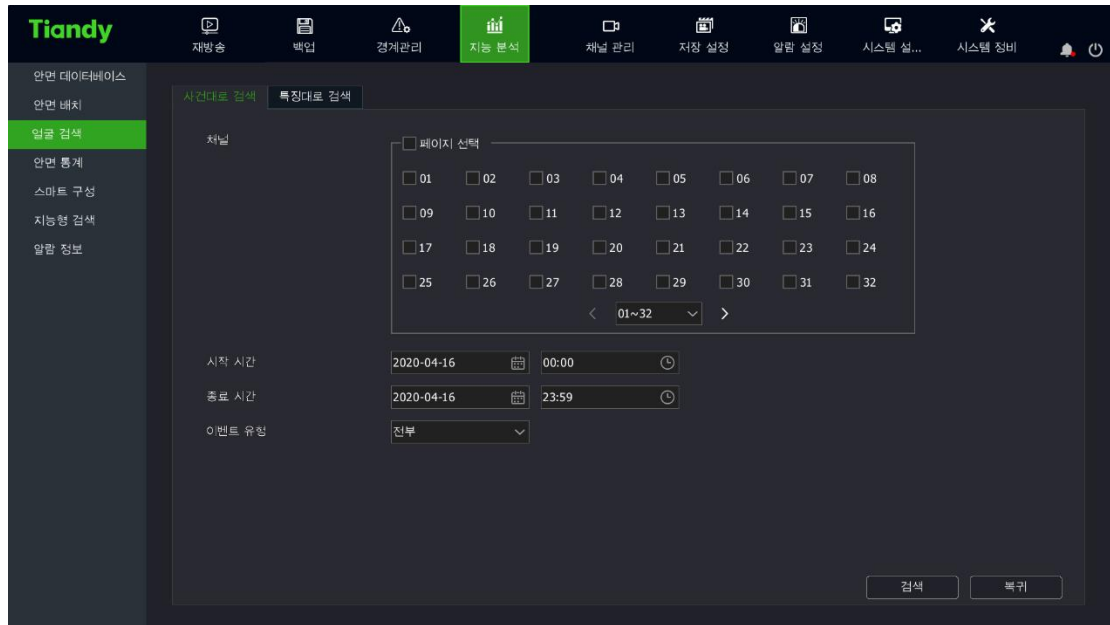 Tiandy
재방송 백업 경계관리 지능 분석 채널 관리 저장 설정 알람 설정 시스템 설... 시스템 정비
안면 데이터베이스
안면 배치
얼굴 검색
안면 통계
스마트 구성
지능형 검색
알람 정보
사건대로 검색 특징대로 검색
채널
페이지 선택
01 02 03 04 05 06 07 08
09 10 11 12 13 14 15 16
17 18 19 20 21 22 23 24
25 26 27 28 29 30 31 32
01~32
시작 시간 2020-04-16 00:00
종료 시간 2020-04-16 23:59
이벤트 유형 전부
검색 복귀